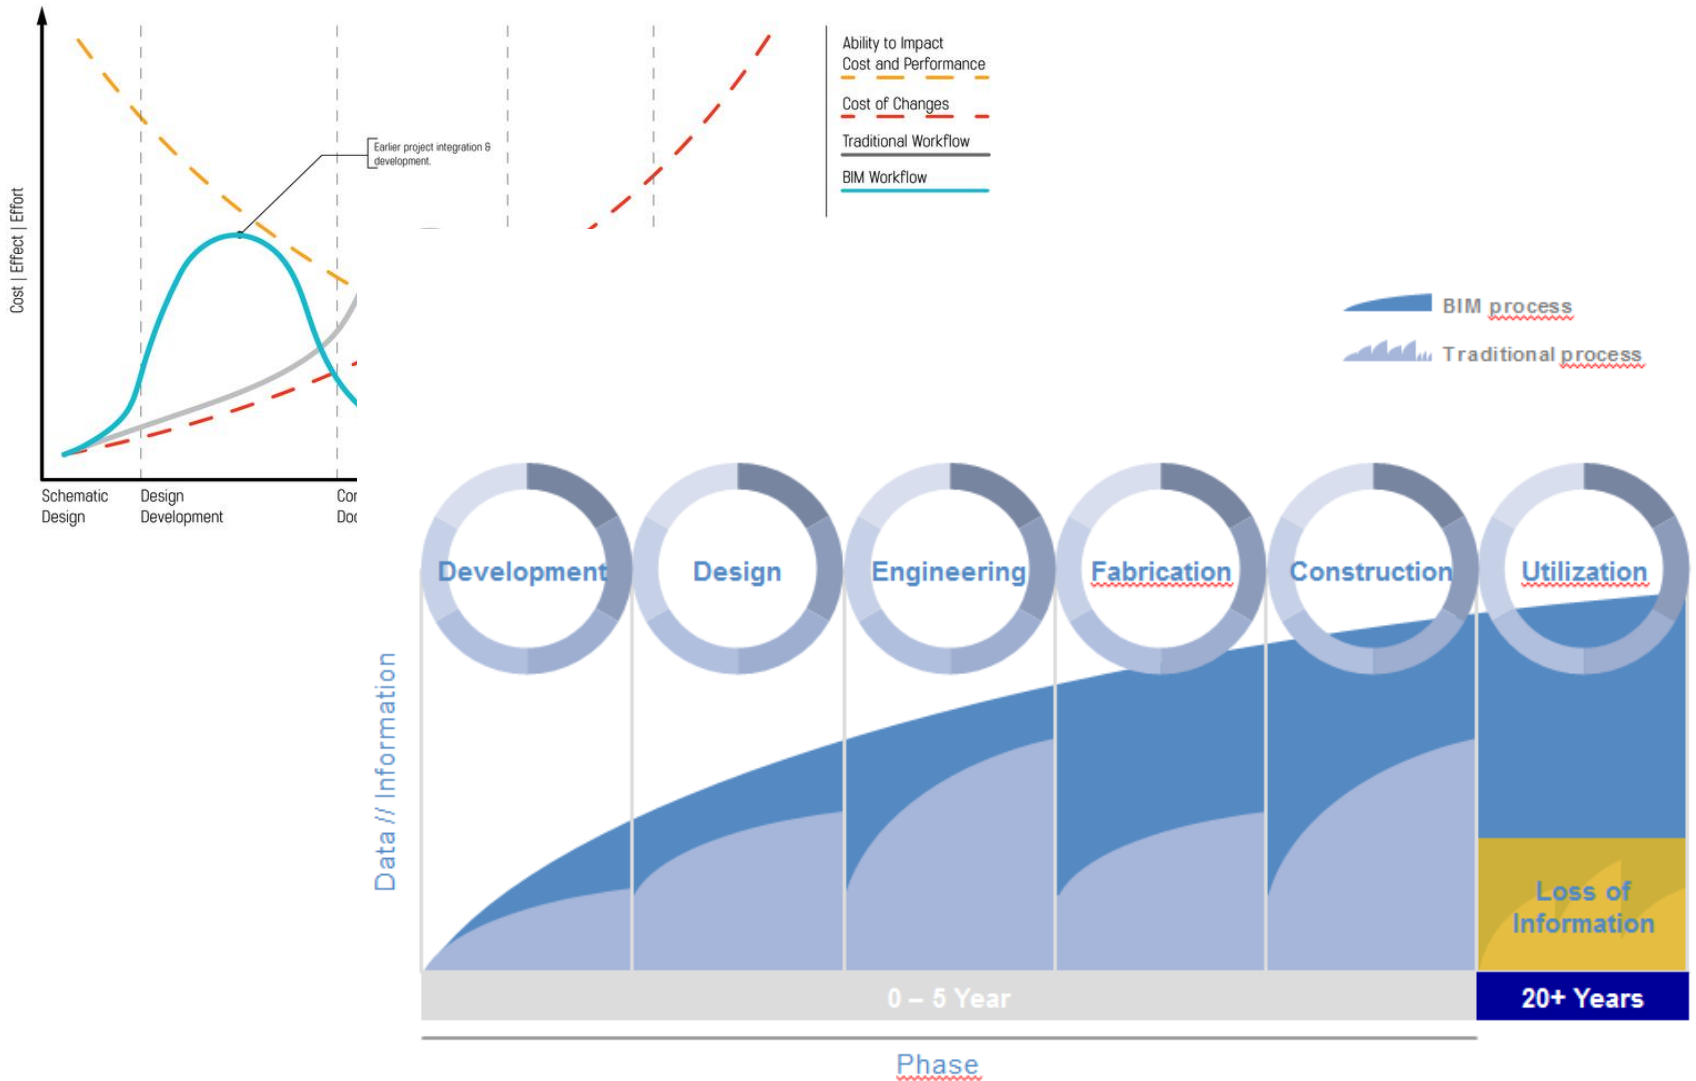 Ability to Impact
Cost and Performance
Cost of Changes
Traditional Workflow
BIM Workflow
Earlier project integration &
development.
Cost | Effect | Effort
Schematic
Design
Design
Development
BIM process
Traditional process
Development
Design
Engineering
Fabrication
Construction
Utilization
Data // Information
Loss of
Information
0 – 5 Year
20+ Years
Phase